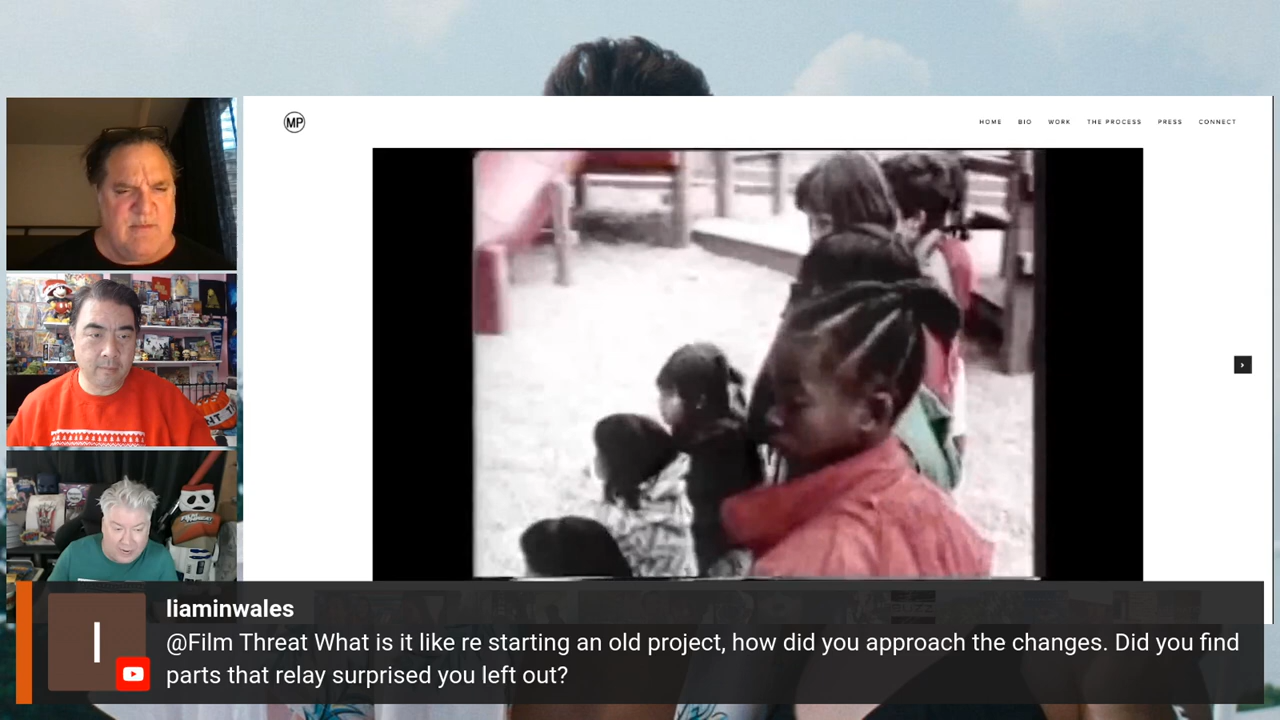 MP
HOME BIO WORK THE PROCESS PRESS CONNECT
liaminwales
@Film Threat What is it like re starting an old project, how did you approach the changes. Did you find
parts that relay surprised you left out?